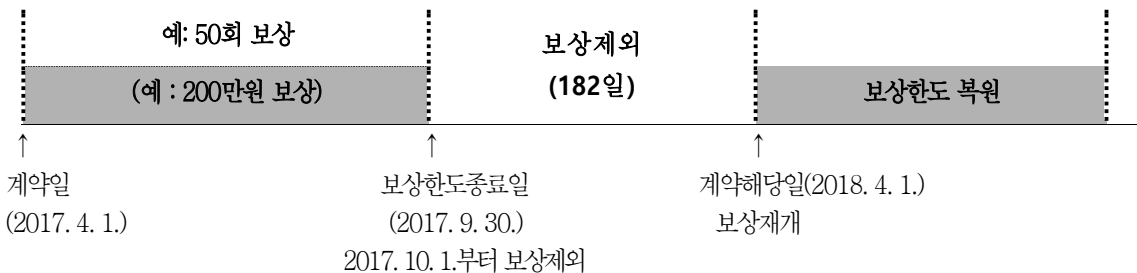 예: 50회 보상
(예 : 200만원 보상)
보상제외
(182일)
보상한도 복원
↑
계약일
(2017. 4. 1.)
↑
보상한도종료일
(2017. 9. 30.)
2017. 10. 1.부터 보상제외
↑
계약해당일(2018. 4. 1.)
보상재개